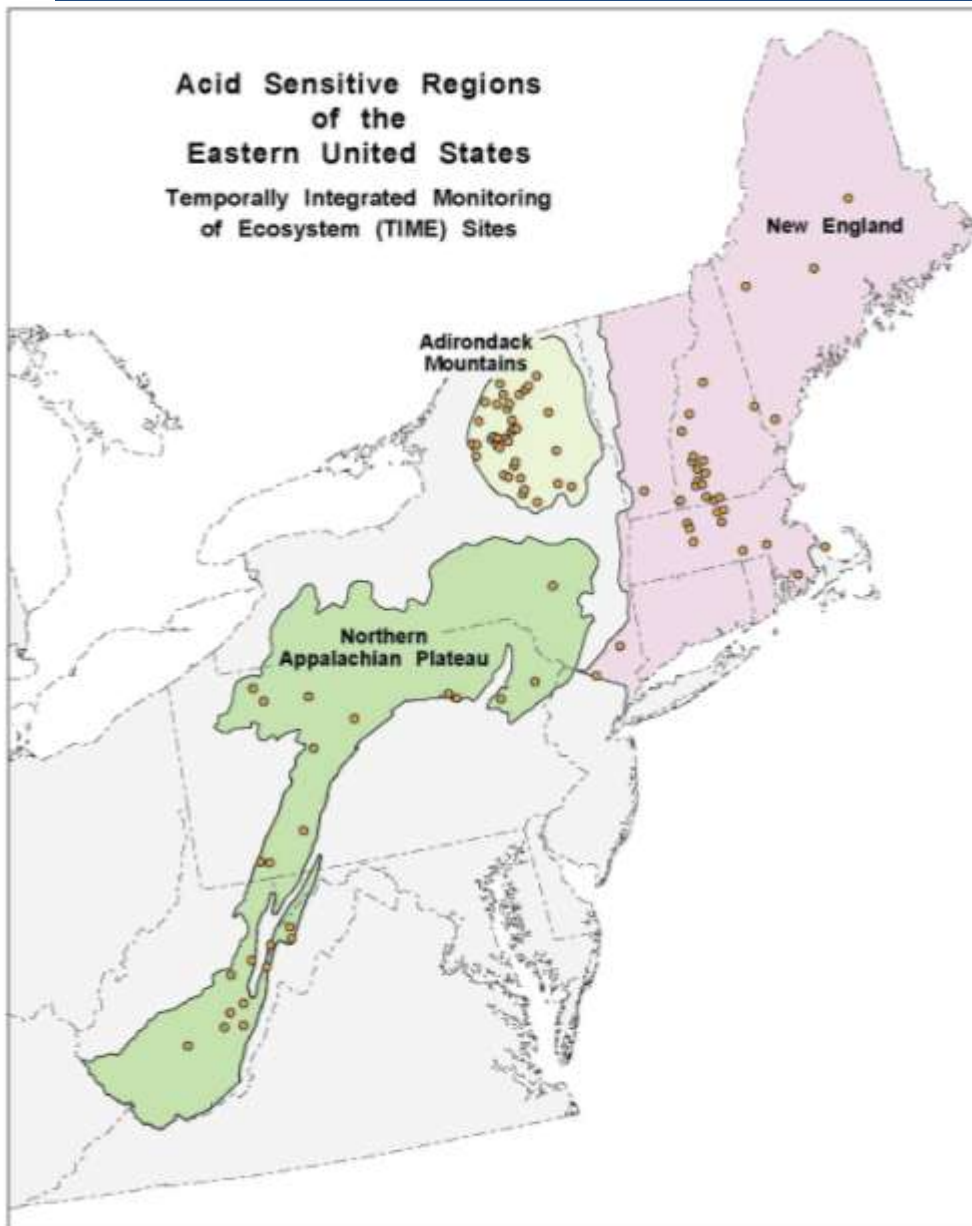 Acid Sensitive Regions
of the
Eastern United States
Temporally Integrated Monitoring
of Ecosystem (TIME) Sites
New England
Adirondack
Mountains
Northern
Appalachian Plateau